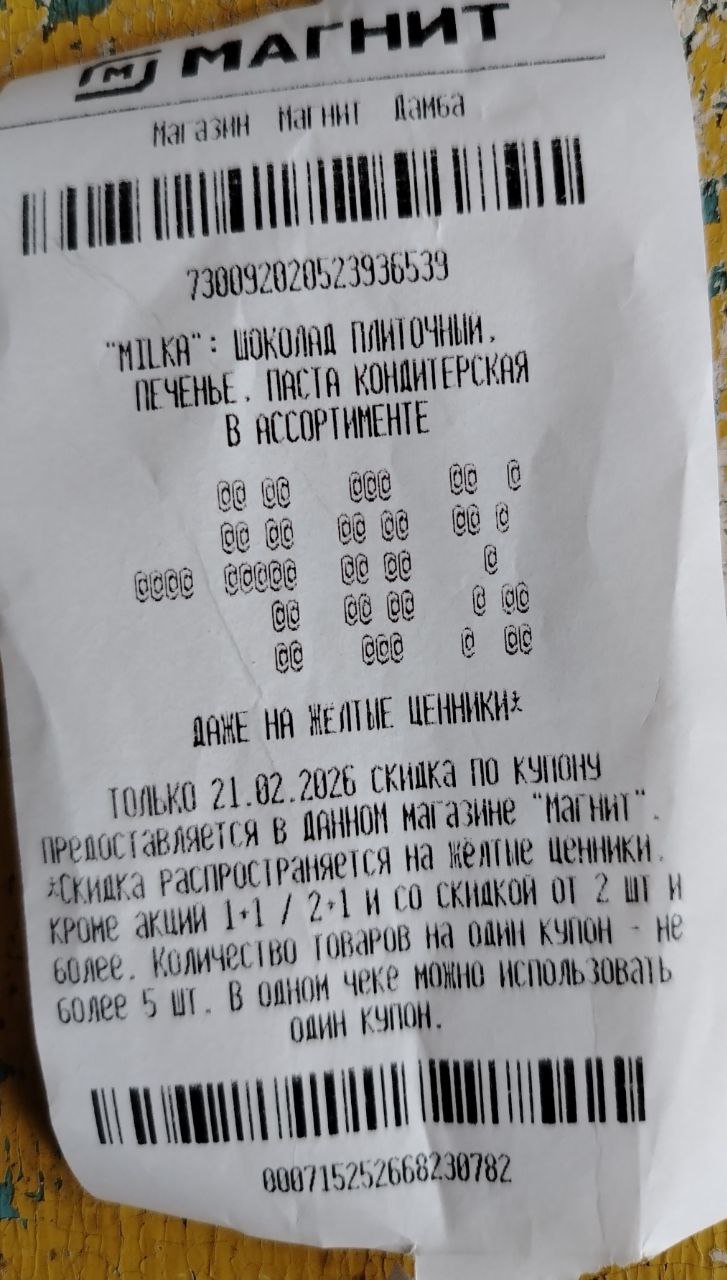 МАГНИТ
Магазин Магнит Дамба
730092020523936539
"MILKA": ШОКОЛАД ПЛИТОЧНЫЙ,
ПЕЧЕНЬЕ, ПАСТА КОНДИТЕРСКАЯ
В АССОРТИМЕНТЕ
@@ @@ @@@ @@ @
@@ @@ @@ @@ @@ @
@@@@ @@@@@ @@ @@ @
@@ @@ @@ @ @@
@@ @@@ @ @@
ДАЖЕ НА ЖЕЛТЫЕ ЦЕННИКИ*
ТОЛЬКО 21.02.2026 СКИДКА ПО КУПОНУ
ПРЕДОСТАВЛЯЕТСЯ В ДАННОМ МАГАЗИНЕ "МАГНИТ".
*СКИДКА РАСПРОСТРАНЯЕТСЯ НА ЖЁЛТЫЕ ЦЕННИКИ,
КРОМЕ АКЦИЙ 1+1 / 2+1 И СО СКИДКОЙ ОТ 2 ШТ И
БОЛЕЕ. КОЛИЧЕСТВО ТОВАРОВ НА ОДИН КУПОН - НЕ
БОЛЕЕ 5 ШТ. В ОДНОМ ЧЕКЕ МОЖНО ИСПОЛЬЗОВАТЬ
ОДИН КУПОН.
000715252668230782